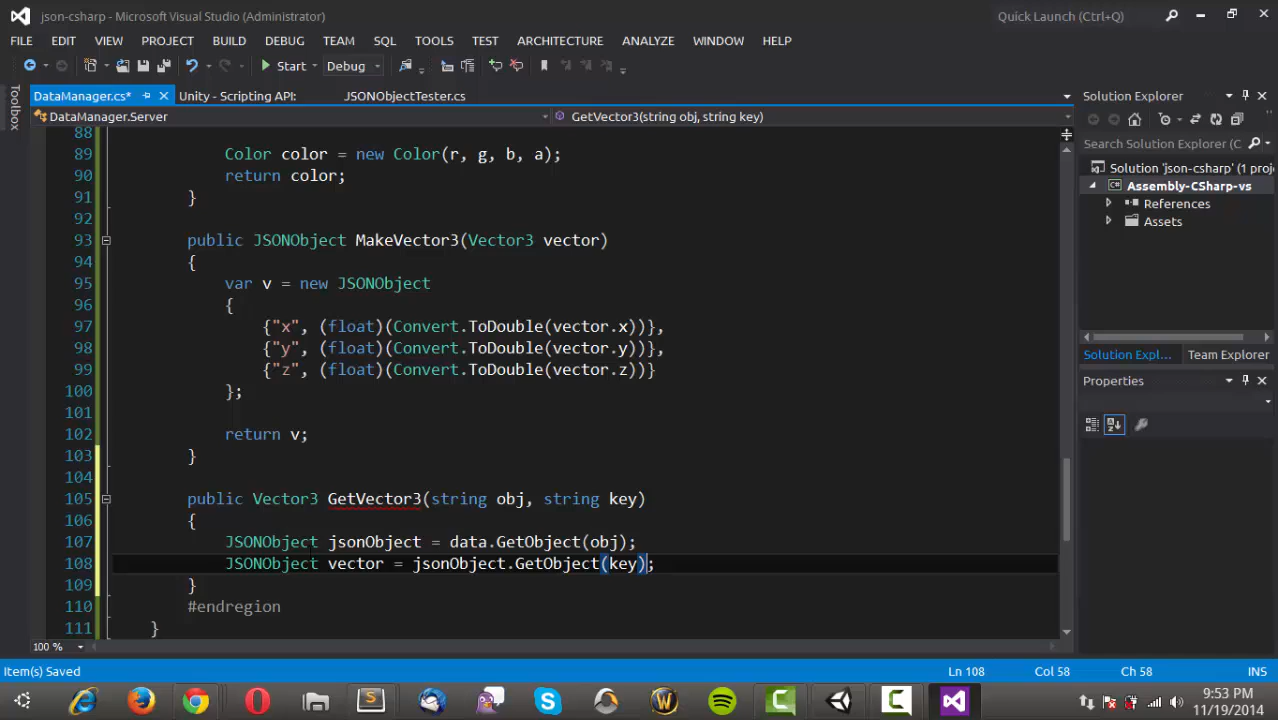 json-csharp - Microsoft Visual Studio (Administrator)
Quick Launch (Ctrl+Q)
FILE EDIT VIEW PROJECT BUILD DEBUG TEAM SQL TOOLS TEST ARCHITECTURE ANALYZE WINDOW HELP
Start Debug
Toolbox
DataManager.cs* Unity - Scripting API: JSONObjectTester.cs
DataManager.Server GetVector3(string obj, string key)
88
89 Color color = new Color(r, g, b, a);
90 return color;
91 }
92
93 public JSONObject MakeVector3(Vector3 vector)
94 {
95 var v = new JSONObject
96 {
97 {"x", (float)(Convert.ToDouble(vector.x))},
98 {"y", (float)(Convert.ToDouble(vector.y))},
99 {"z", (float)(Convert.ToDouble(vector.z))}
100 };
101
102 return v;
103 }
104
105 public Vector3 GetVector3(string obj, string key)
106 {
107 JSONObject jsonObject = data.GetObject(obj);
108 JSONObject vector = jsonObject.GetObject(key);
109 }
110 #endregion
111 }
100 %
Solution Explorer
Search Solution Explorer (C
Solution 'json-csharp' (1 proj
Assembly-CSharp-vs
References
Assets
Solution Expl... Team Explorer
Properties
Item(s) Saved Ln 108 Col 58 Ch 58 INS
9:53 PM
11/19/2014